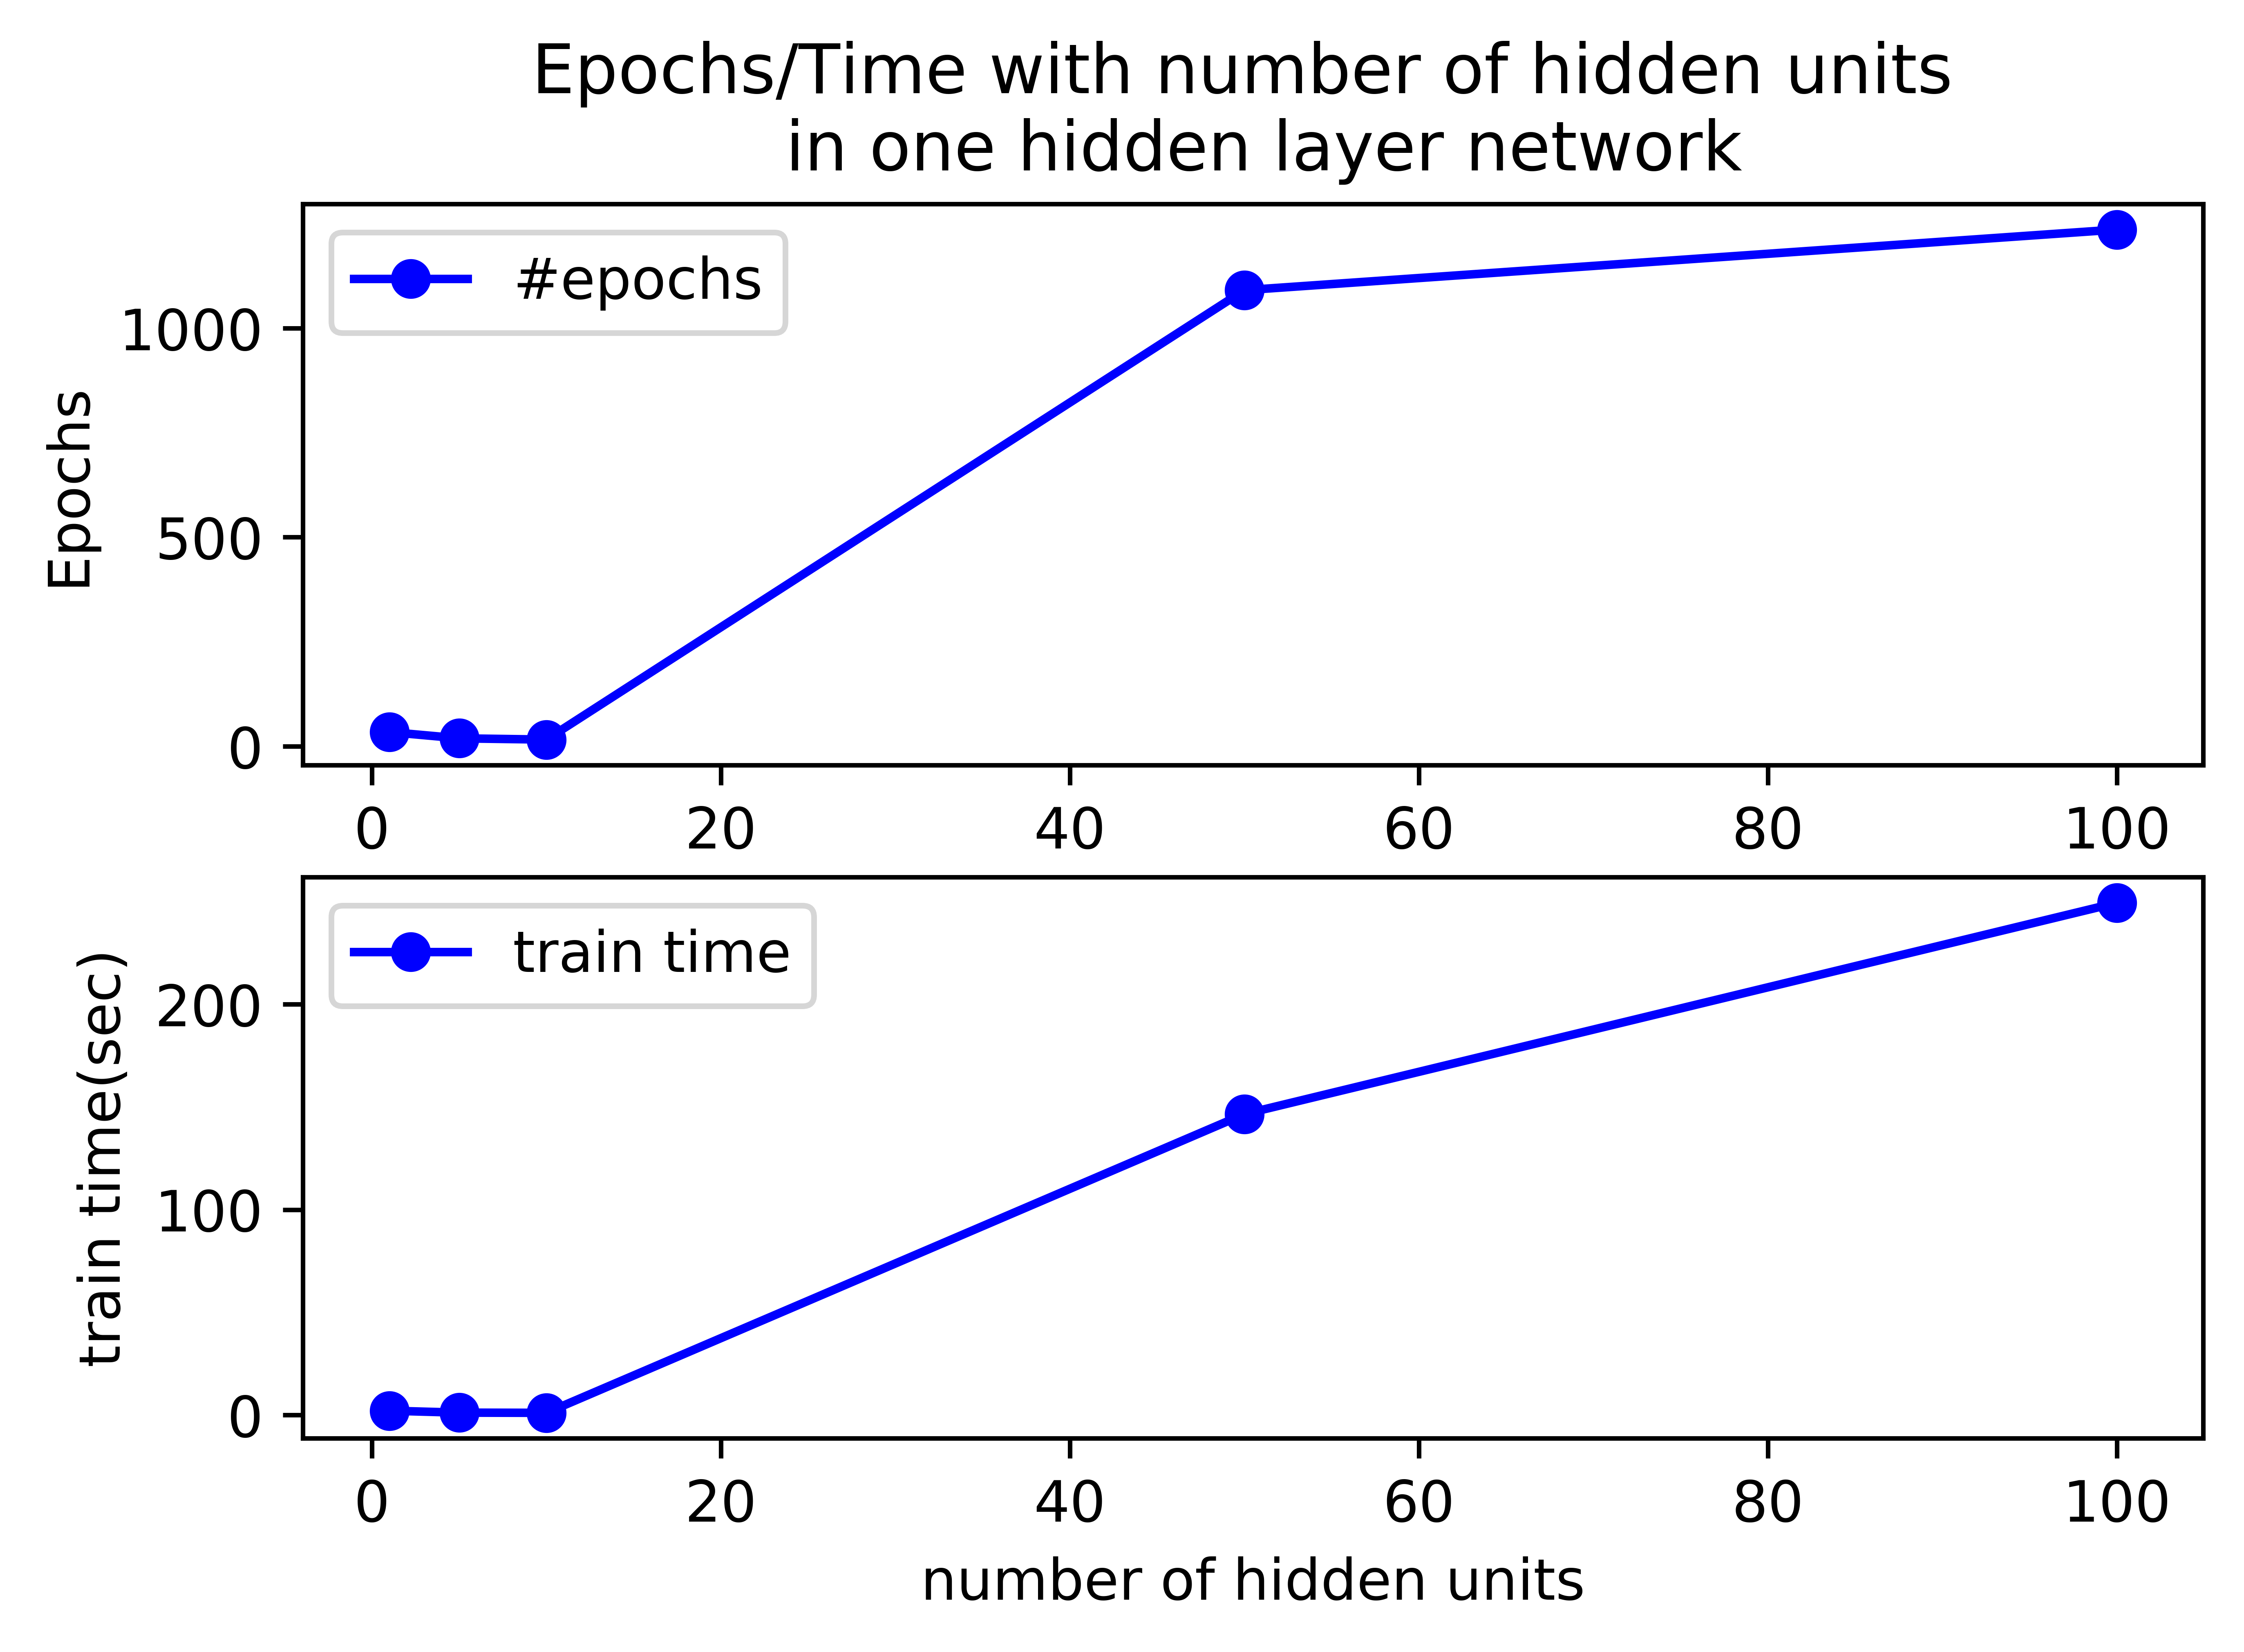 Epochs/Time with number of hidden units
in one hidden layer network
#epochs
Epochs
1000
500
0
0 20 40 60 80 100
train time
train time(sec)
200
100
0
0 20 40 60 80 100
number of hidden units